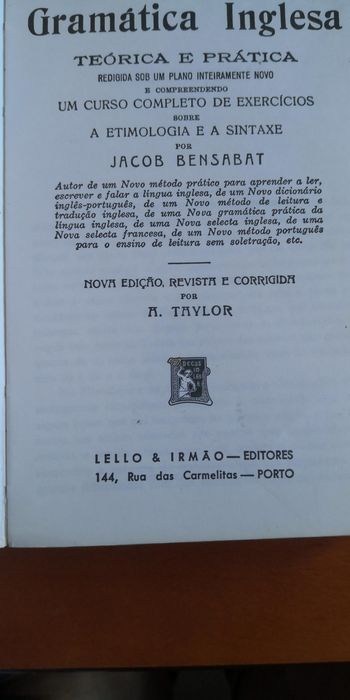 Gramática Inglesa
TEÓRICA E PRÁTICA
REDIGIDA SOB UM PLANO INTEIRAMENTE NOVO
E COMPREENDENDO
UM CURSO COMPLETO DE EXERCÍCIOS
SOBRE
A ETIMOLOGIA E A SINTAXE
POR
JACOB BENSABAT
Autor de um Novo método prático para aprender a ler,
escrever e falar a língua inglesa, de um Novo dicionário
inglês-português, de um Novo método de leitura e
tradução inglesa, de uma Nova gramática prática da
língua inglesa, de uma Nova selecta inglesa, de uma
Nova selecta francesa, de um Novo método português
para o ensino de leitura sem soletração, etc.
NOVA EDIÇÃO, REVISTA E CORRIGIDA
POR
A. TAYLOR
LELLO & IRMÃO — EDITORES
144, Rua das Carmelitas — PORTO